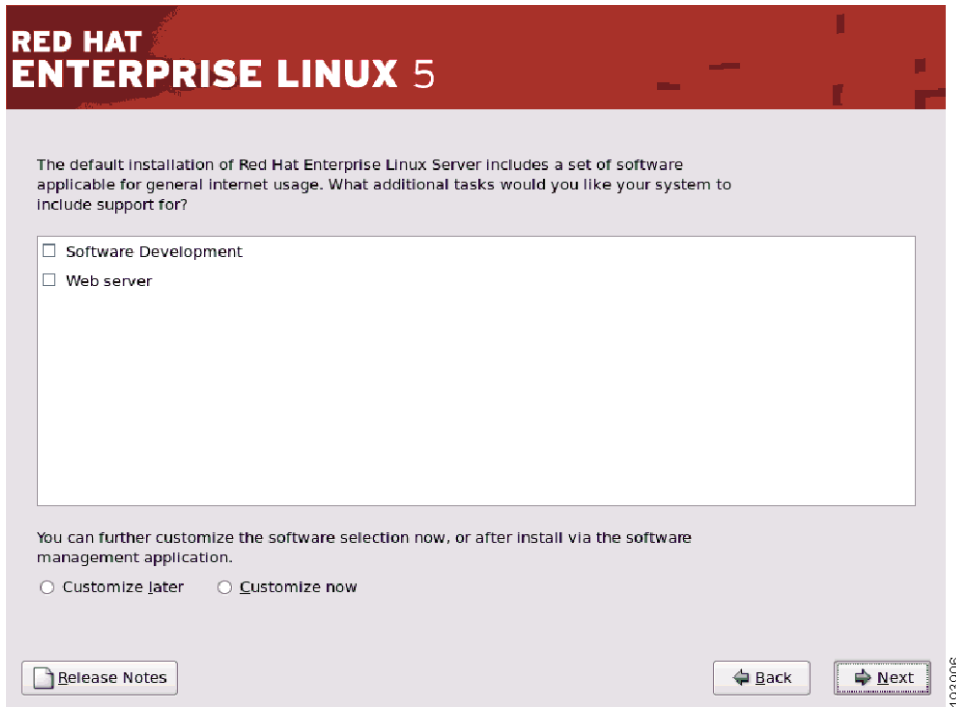 RED HAT
ENTERPRISE LINUX 5
The default installation of Red Hat Enterprise Linux Server includes a set of software
applicable for general internet usage. What additional tasks would you like your system to
include support for?
Software Development
Web server
You can further customize the software selection now, or after install via the software
management application.
Customize later
Customize now
Release Notes
Back
Next
193906